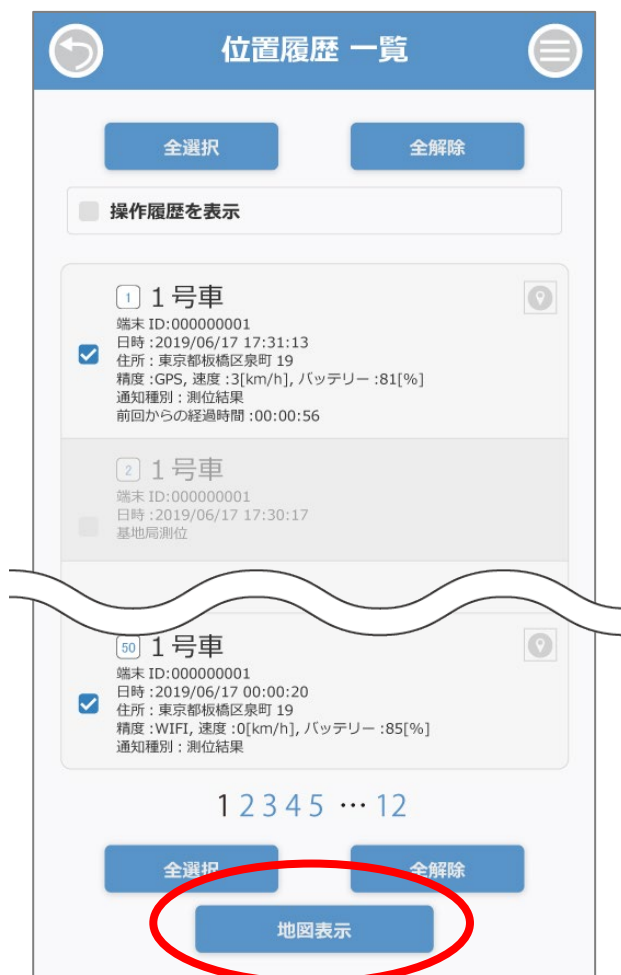 位置履歴 一覧
全選択
全解除
操作履歴を表示
1 1号車
端末 ID:000000001
日時 :2019/06/17 17:31:13
住所 : 東京都板橋区泉町 19
精度 :GPS, 速度 :3[km/h], バッテリー :81[%]
通知種別 : 測位結果
前回からの経過時間 :00:00:56
2 1号車
端末 ID:000000001
日時 :2019/06/17 17:30:17
基地局測位
50 1号車
端末 ID:000000001
日時 :2019/06/17 00:00:20
住所 : 東京都板橋区泉町 19
精度 :WIFI, 速度 :0[km/h], バッテリー :85[%]
通知種別 : 測位結果
1 2 3 4 5 … 12
全選択
全解除
地図表示